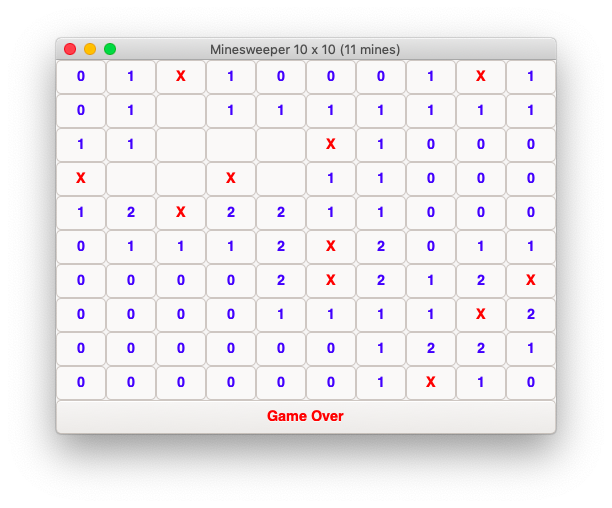 Minesweeper 10 x 10 (11 mines)
0 1 X 1 0 0 0 1 X 1
0 1 1 1 1 1 1 1 1
1 1 X 1 0 0 0
X X 1 1 0 0 0
1 2 X 2 2 1 1 0 0 0
0 1 1 1 2 X 2 0 1 1
0 0 0 0 2 X 2 1 2 X
0 0 0 0 1 1 1 1 X 2
0 0 0 0 0 0 1 2 2 1
0 0 0 0 0 0 1 X 1 0
Game Over